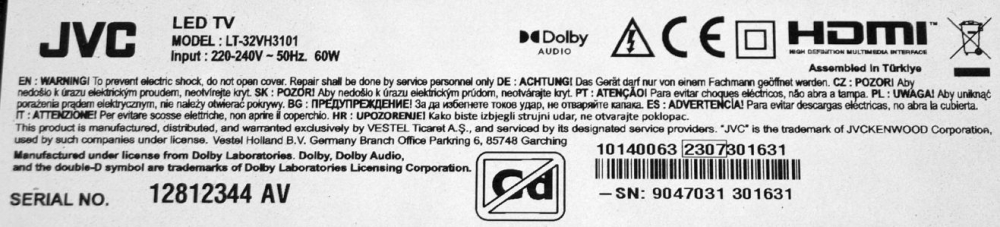 JVC
LED TV
MODEL : LT-32VH3101
Input : 220-240V ~ 50Hz. 60W
Dolby
AUDIO
CE
HDMI
HIGH DEFINITION MULTIMEDIA INTERFACE
Assembled in Türkiye
EN : WARNING! To prevent electric shock, do not open cover. Repair shall be done by service personnel only DE : ACHTUNG! Das Gerät darf nur von einem Fachmann geöffnet werden. CZ : POZOR! Aby
nedošlo k úrazu elektrickým proudem, neotvírejte kryt. SK : POZOR! Aby nedošlo k úrazu elektrickým prúdom, neotvárajte kryt. PT : ATENÇÃO! Para evitar choques eléctricos, não abra a tampa. PL : UWAGA! Aby uniknąć
porażenia prądem elektrycznym, nie należy otwierać pokrywy. BG : ПРЕДУПРЕЖДЕНИЕ! За да избегнете токов удар, не отваряйте капака. ES : ADVERTENCIA! Para evitar descargas eléctricas, no abra la cubierta.
IT : ATTENZIONE! Per evitare scosse elettriche, non aprire il coperchio. HR : UPOZORENJE! Kako biste izbjegli strujni udar, ne otvarajte poklopac.
This product is manufactured, distributed, and warranted exclusively by VESTEL Ticaret A.Ş., and serviced by its designated service providers. "JVC" is the trademark of JVCKENWOOD Corporation,
used by such companies under license. Vestel Holland B.V. Germany Branch Office Parkring 6, 85748 Garching
Manufactured under license from Dolby Laboratories. Dolby, Dolby Audio,
and the double-D symbol are trademarks of Dolby Laboratories Licensing Corporation.
SERIAL NO. 12812344 AV
Cd
10140063 2307301631
-SN: 9047031 301631